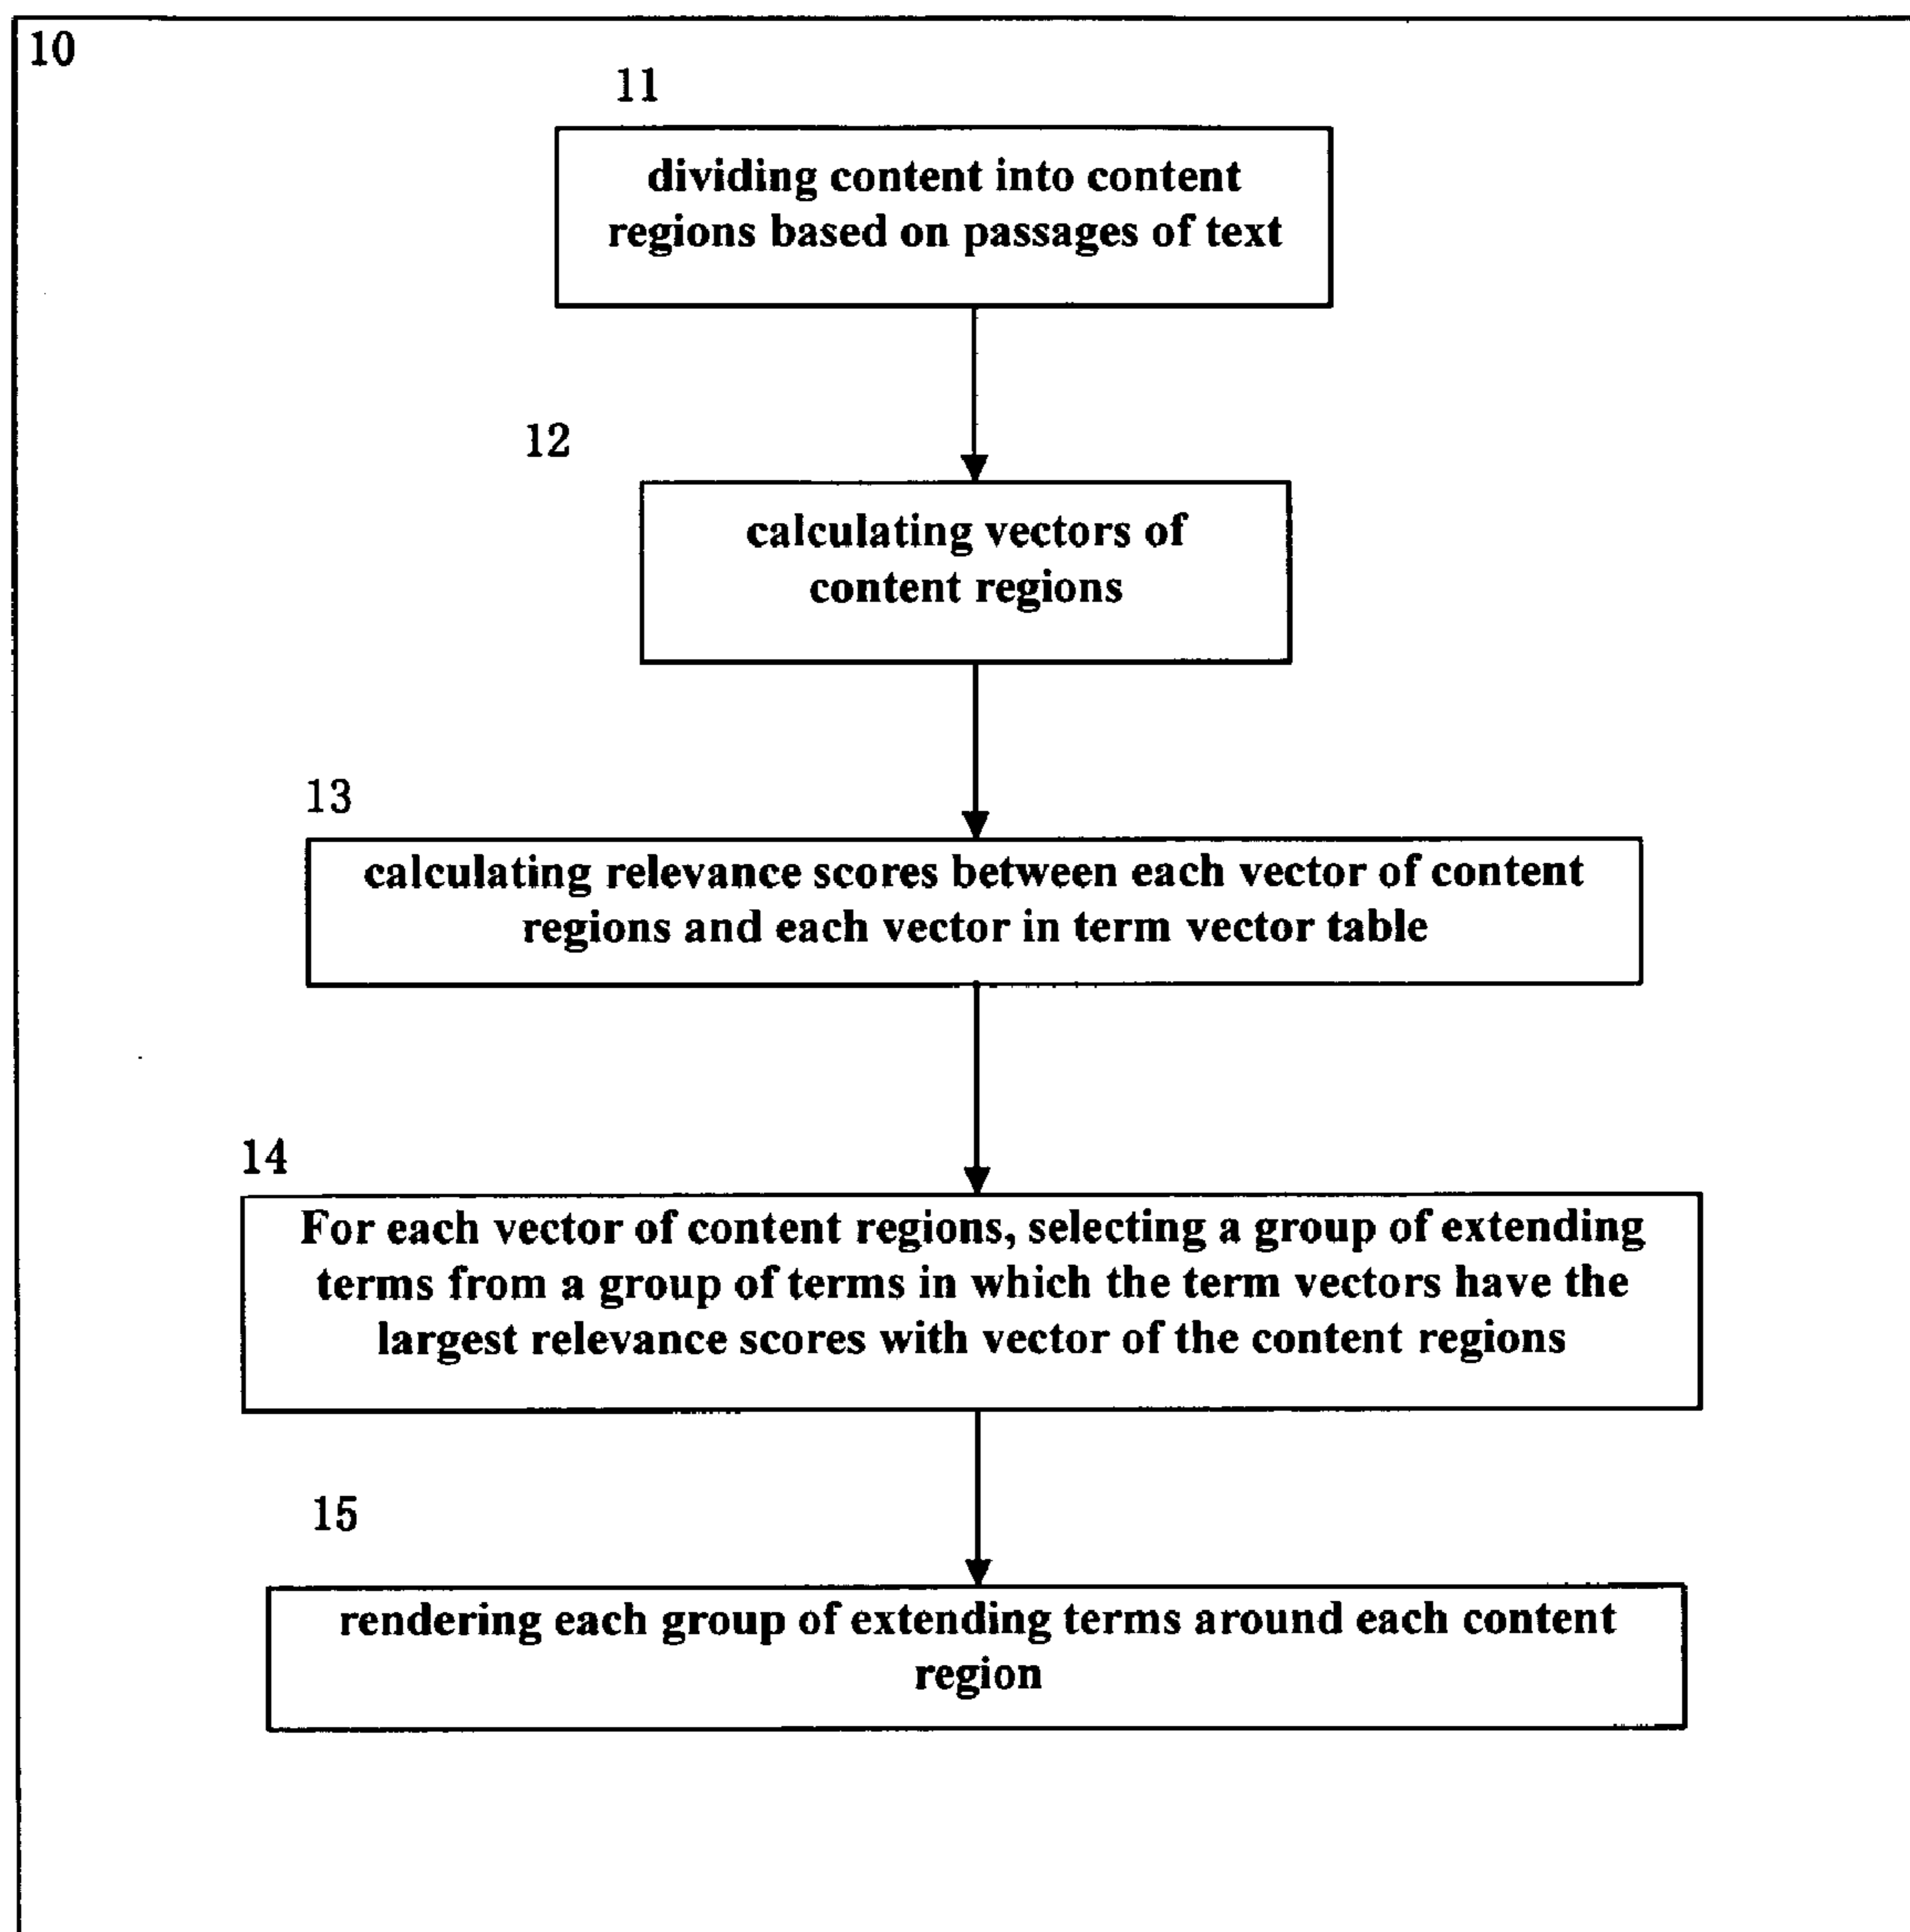 10
11
dividing content into content
regions based on passages of text
12
calculating vectors of
content regions
13
calculating relevance scores between each vector of content
regions and each vector in term vector table
14
For each vector of content regions, selecting a group of extending
terms from a group of terms in which the term vectors have the
largest relevance scores with vector of the content regions
15
rendering each group of extending terms around each content
region